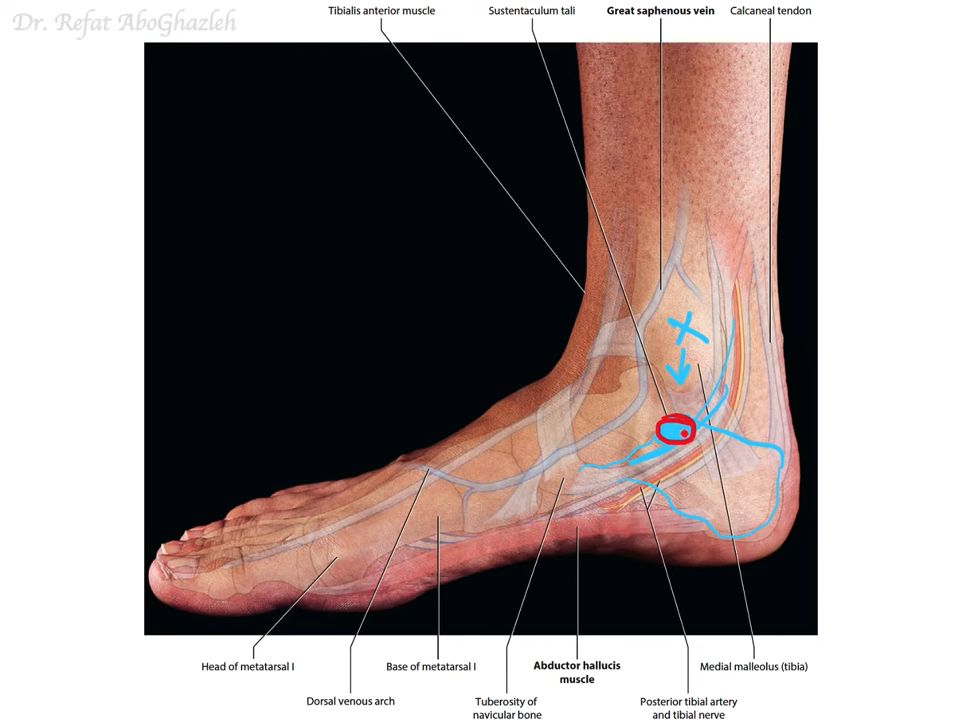 Dr. Refat AboGhazleh
Tibialis anterior muscle
Sustentaculum tali
Great saphenous vein
Calcaneal tendon
Head of metatarsal I
Base of metatarsal I
Abductor hallucis
muscle
Medial malleolus (tibia)
Dorsal venous arch
Tuberosity of
navicular bone
Posterior tibial artery
and tibial nerve